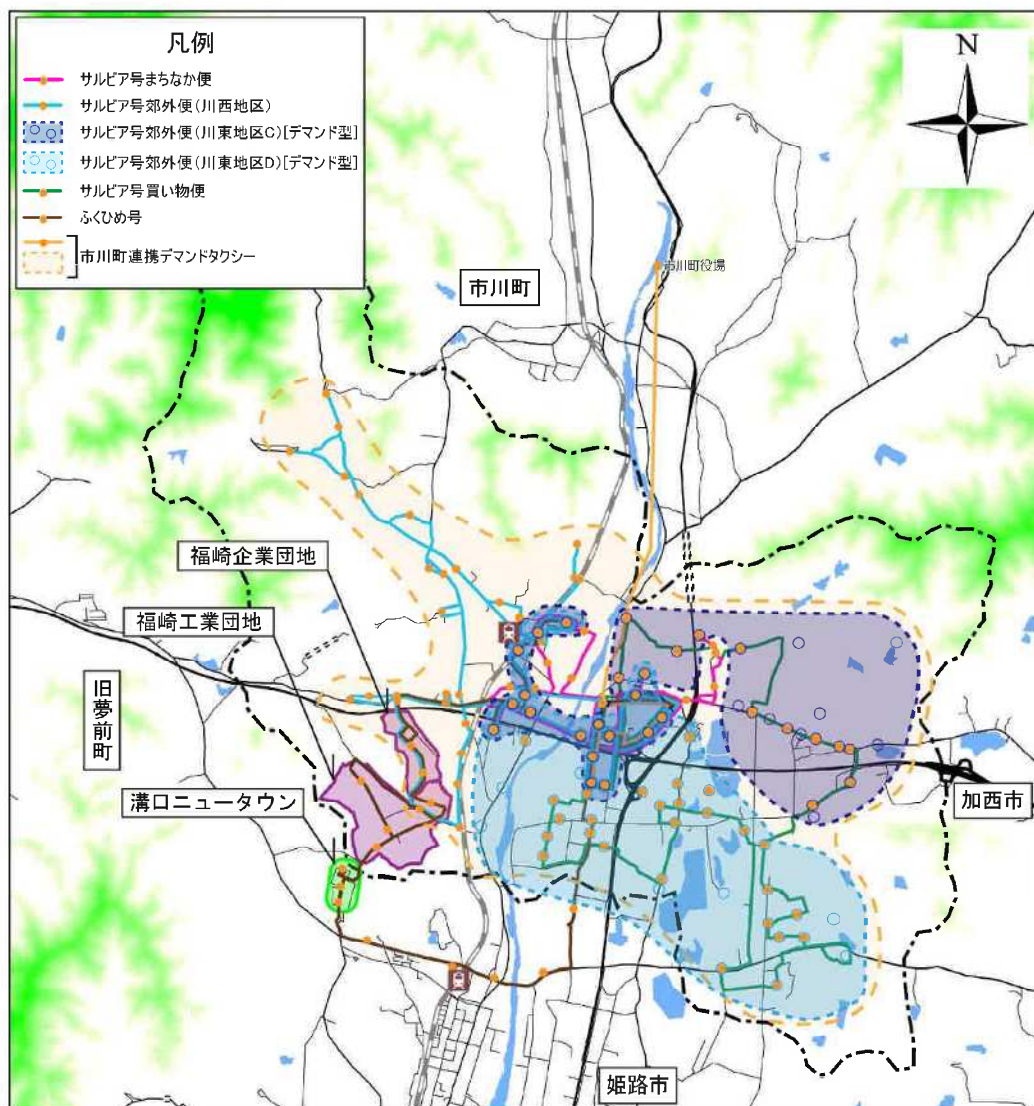 凡例
サルビア号まちなか便
サルビア号郊外便(川西地区)
サルビア号郊外便(川東地区C)[デマンド型]
サルビア号郊外便(川東地区D)[デマンド型]
サルビア号買い物便
ふくひめ号
市川町連携デマンドタクシー
N
市川町役場
市川町
福崎企業団地
福崎工業団地
旧夢前町
溝口ニュータウン
加西市
姫路市